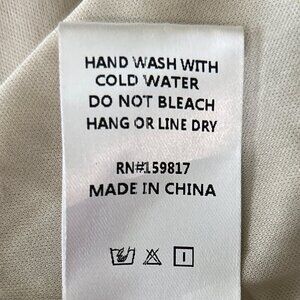 HAND WASH WITH
COLD WATER
DO NOT BLEACH
HANG OR LINE DRY
RN#159817
MADE IN CHINA